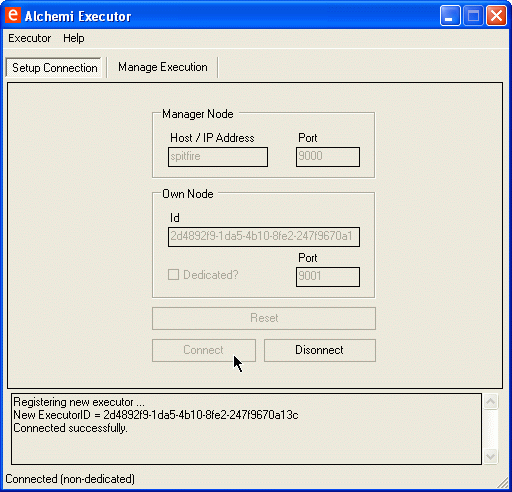 e Alchemi Executor
Executor Help
Setup Connection Manage Execution
Manager Node
Host / IP Address Port
spitfire 9000
Own Node
Id
2d4892f9-1da5-4b10-8fe2-247f9670a1
Port
Dedicated? 9001
Reset
Connect Disonnect
Registering new executor ...
New ExecutorID = 2d4892f9-1da5-4b10-8fe2-247f9670a13c
Connected successfully.
Connected (non-dedicated)